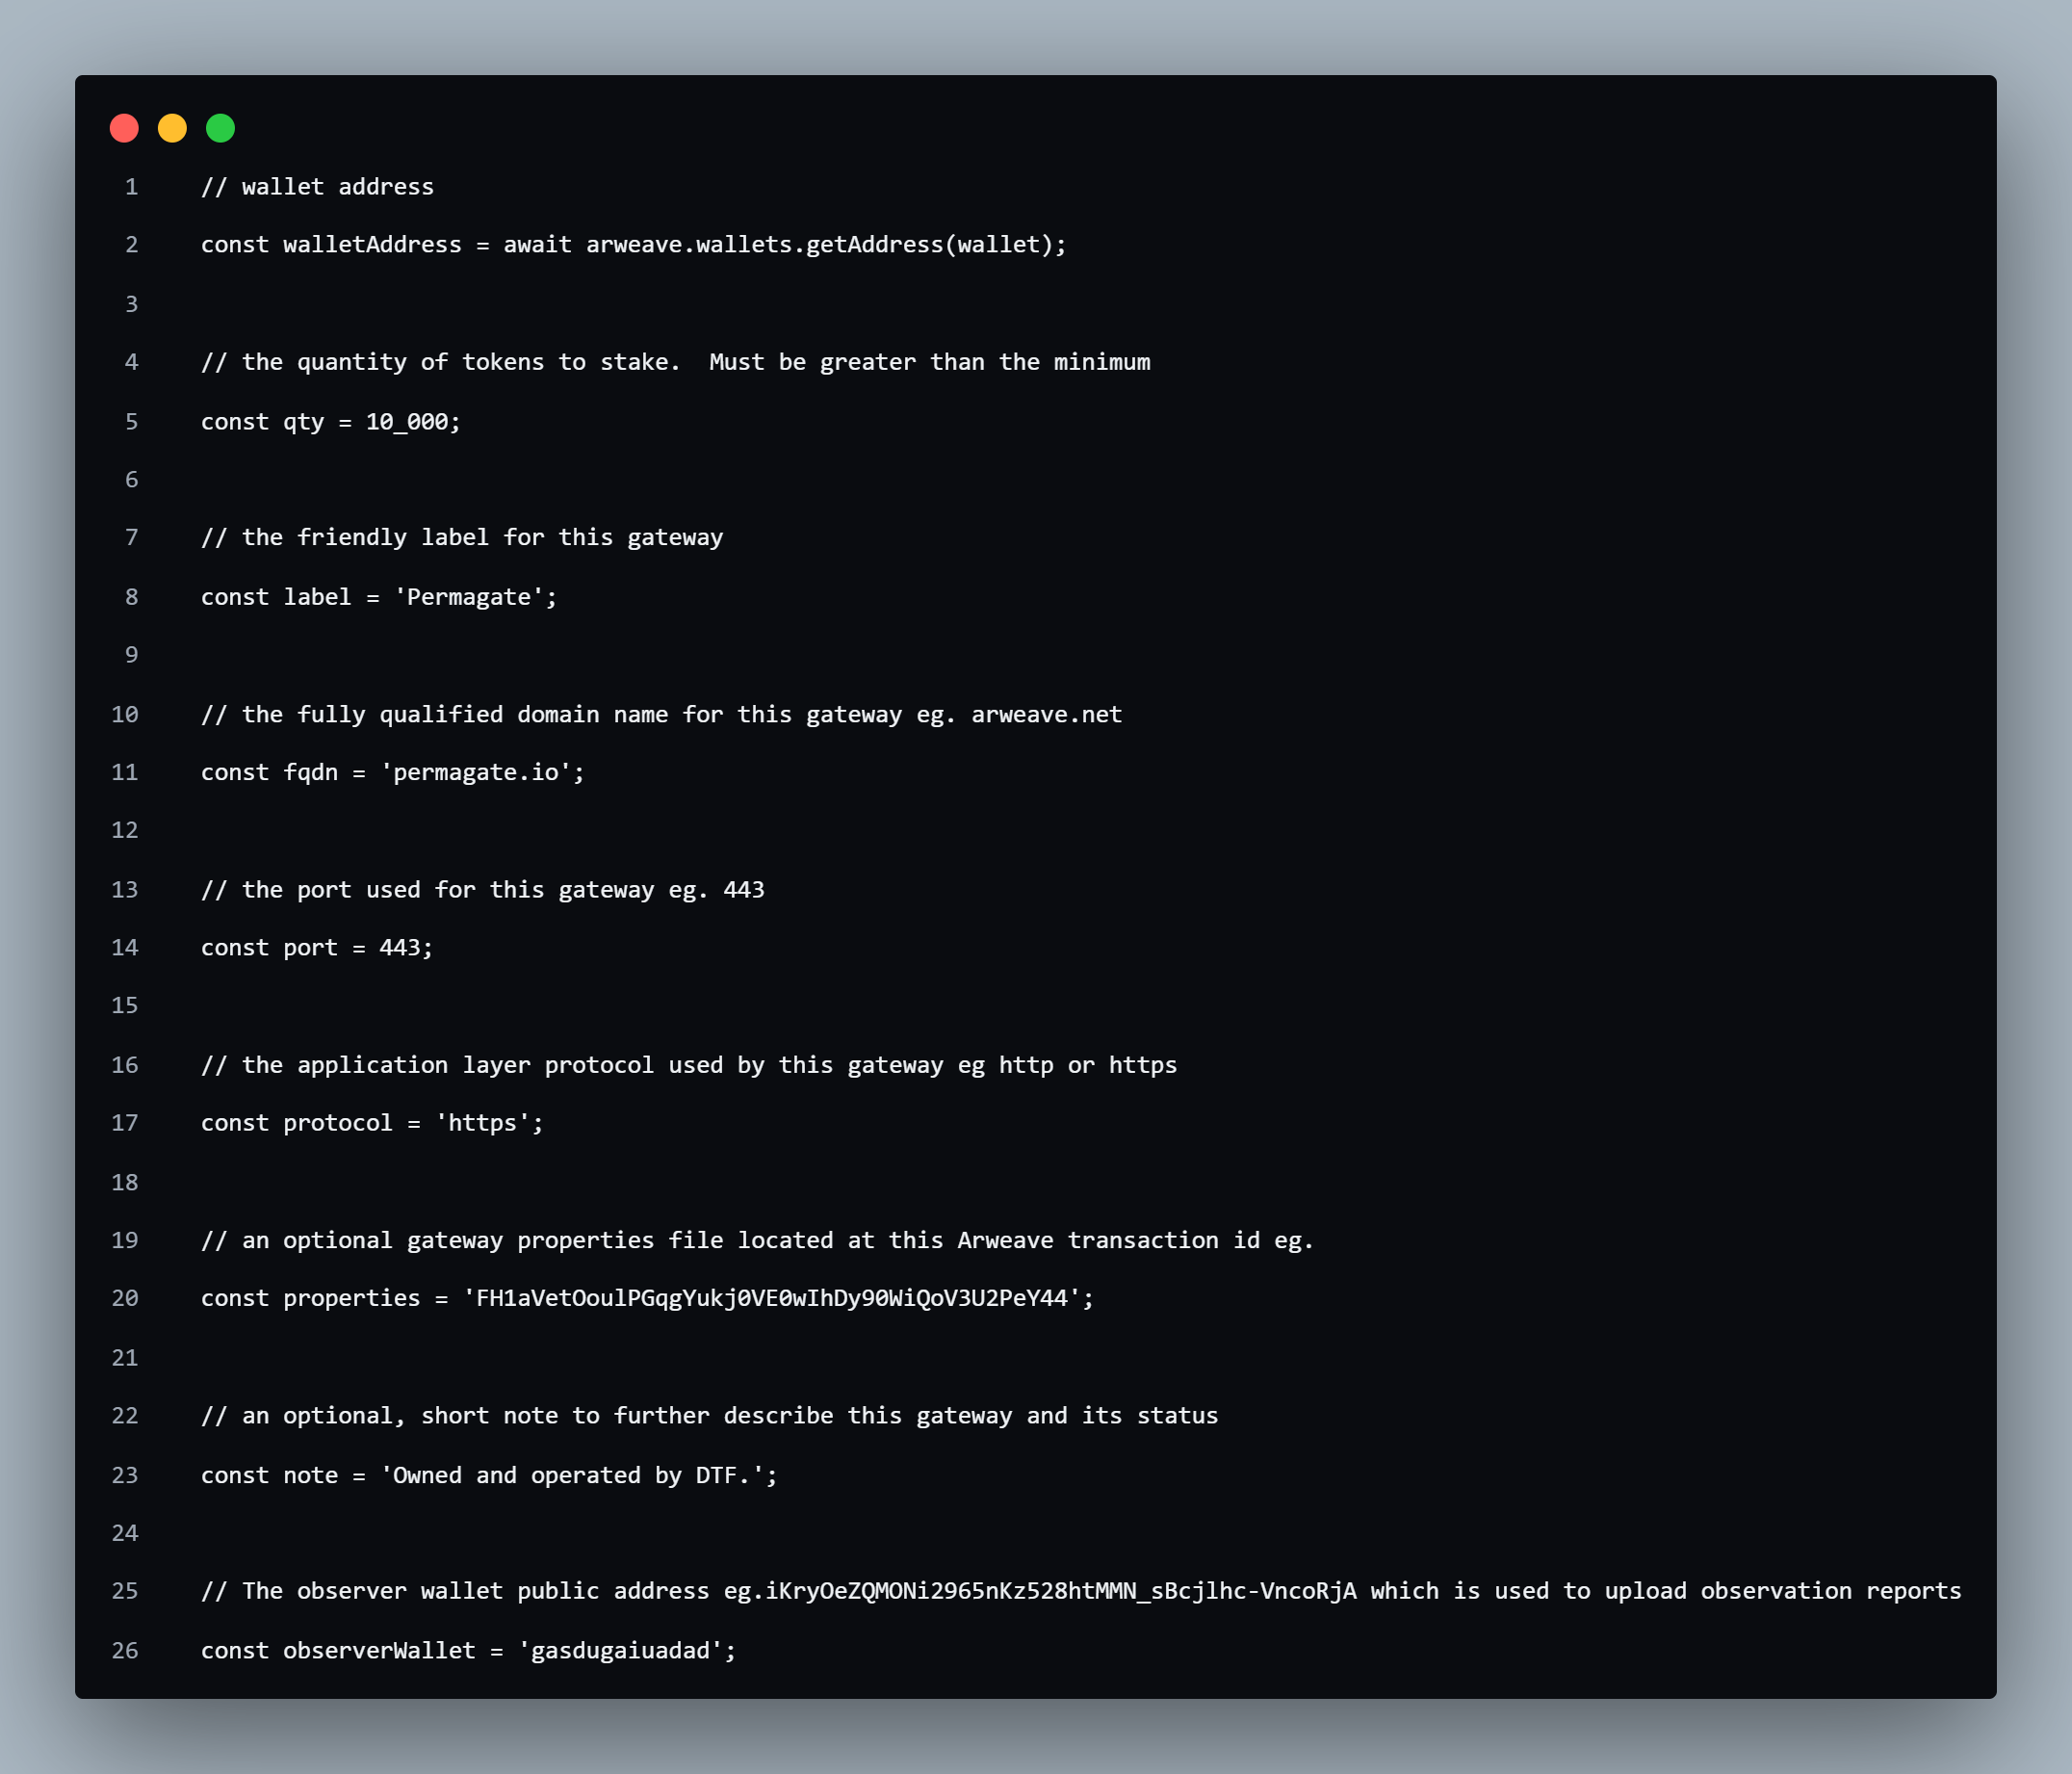 1 // wallet address
2 const walletAddress = await arweave.wallets.getAddress(wallet);
3
4 // the quantity of tokens to stake.  Must be greater than the minimum
5 const qty = 10_000;
6
7 // the friendly label for this gateway
8 const label = 'Permagate';
9
10 // the fully qualified domain name for this gateway eg. arweave.net
11 const fqdn = 'permagate.io';
12
13 // the port used for this gateway eg. 443
14 const port = 443;
15
16 // the application layer protocol used by this gateway eg http or https
17 const protocol = 'https';
18
19 // an optional gateway properties file located at this Arweave transaction id eg.
20 const properties = 'FH1aVetOoulPGqgYukj0VE0wIhDy90WiQoV3U2PeY44';
21
22 // an optional, short note to further describe this gateway and its status
23 const note = 'Owned and operated by DTF.';
24
25 // The observer wallet public address eg.iKryOeZQMONi2965nKz528htMMN_sBcjlhc-VncoRjA which is used to upload observation reports
26 const observerWallet = 'gasdugaiuadad';